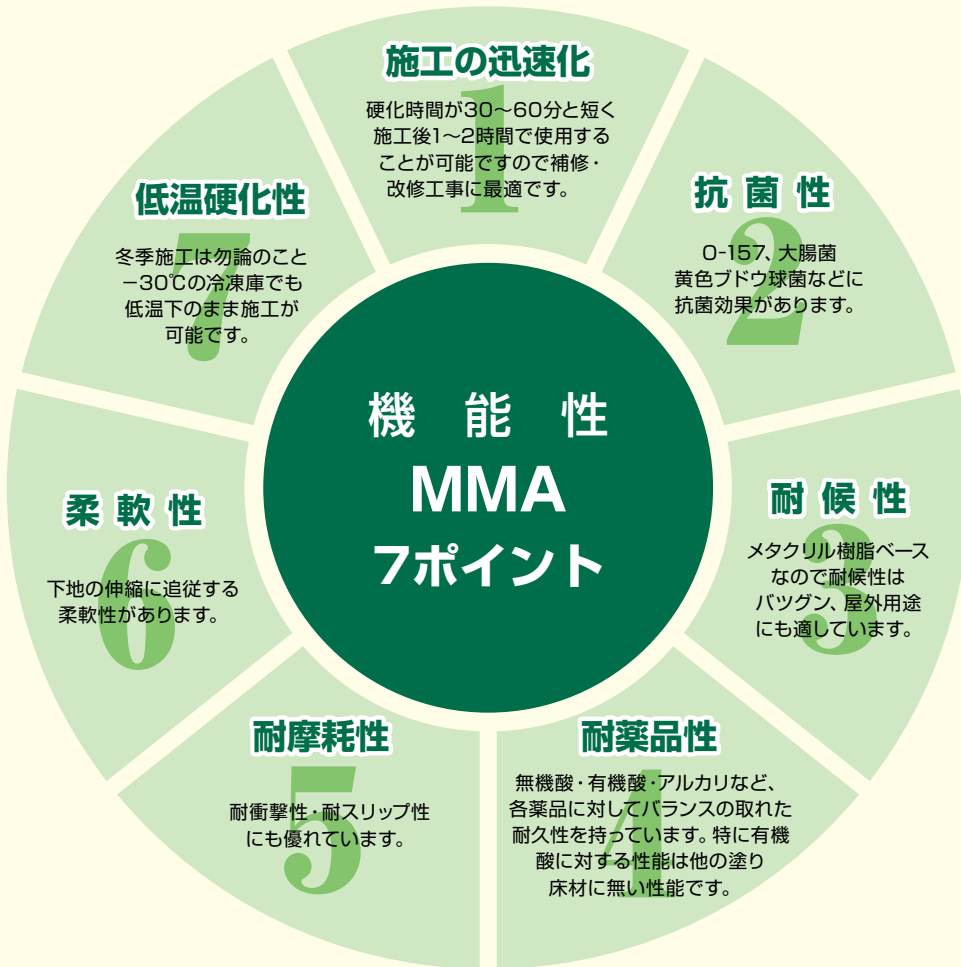 機能性
MMA
7ポイント
1
施工の迅速化
硬化時間が30〜60分と短く
施工後1〜2時間で使用する
ことが可能ですので補修・
改修工事に最適です。
2
抗菌性
O-157、大腸菌
黄色ブドウ球菌などに
抗菌効果があります。
3
耐候性
メタクリル樹脂ベース
なので耐候性は
バツグン、屋外用途
にも適しています。
4
耐薬品性
無機酸・有機酸・アルカリなど、
各薬品に対してバランスの取れた
耐久性を持っています。特に有機
酸に対する性能は他の塗り
床材に無い性能です。
5
耐摩耗性
耐衝撃性・耐スリップ性
にも優れています。
6
柔軟性
下地の伸縮に追従する
柔軟性があります。
7
低温硬化性
冬季施工は勿論のこと
−30℃の冷凍庫でも
低温下のまま施工が
可能です。